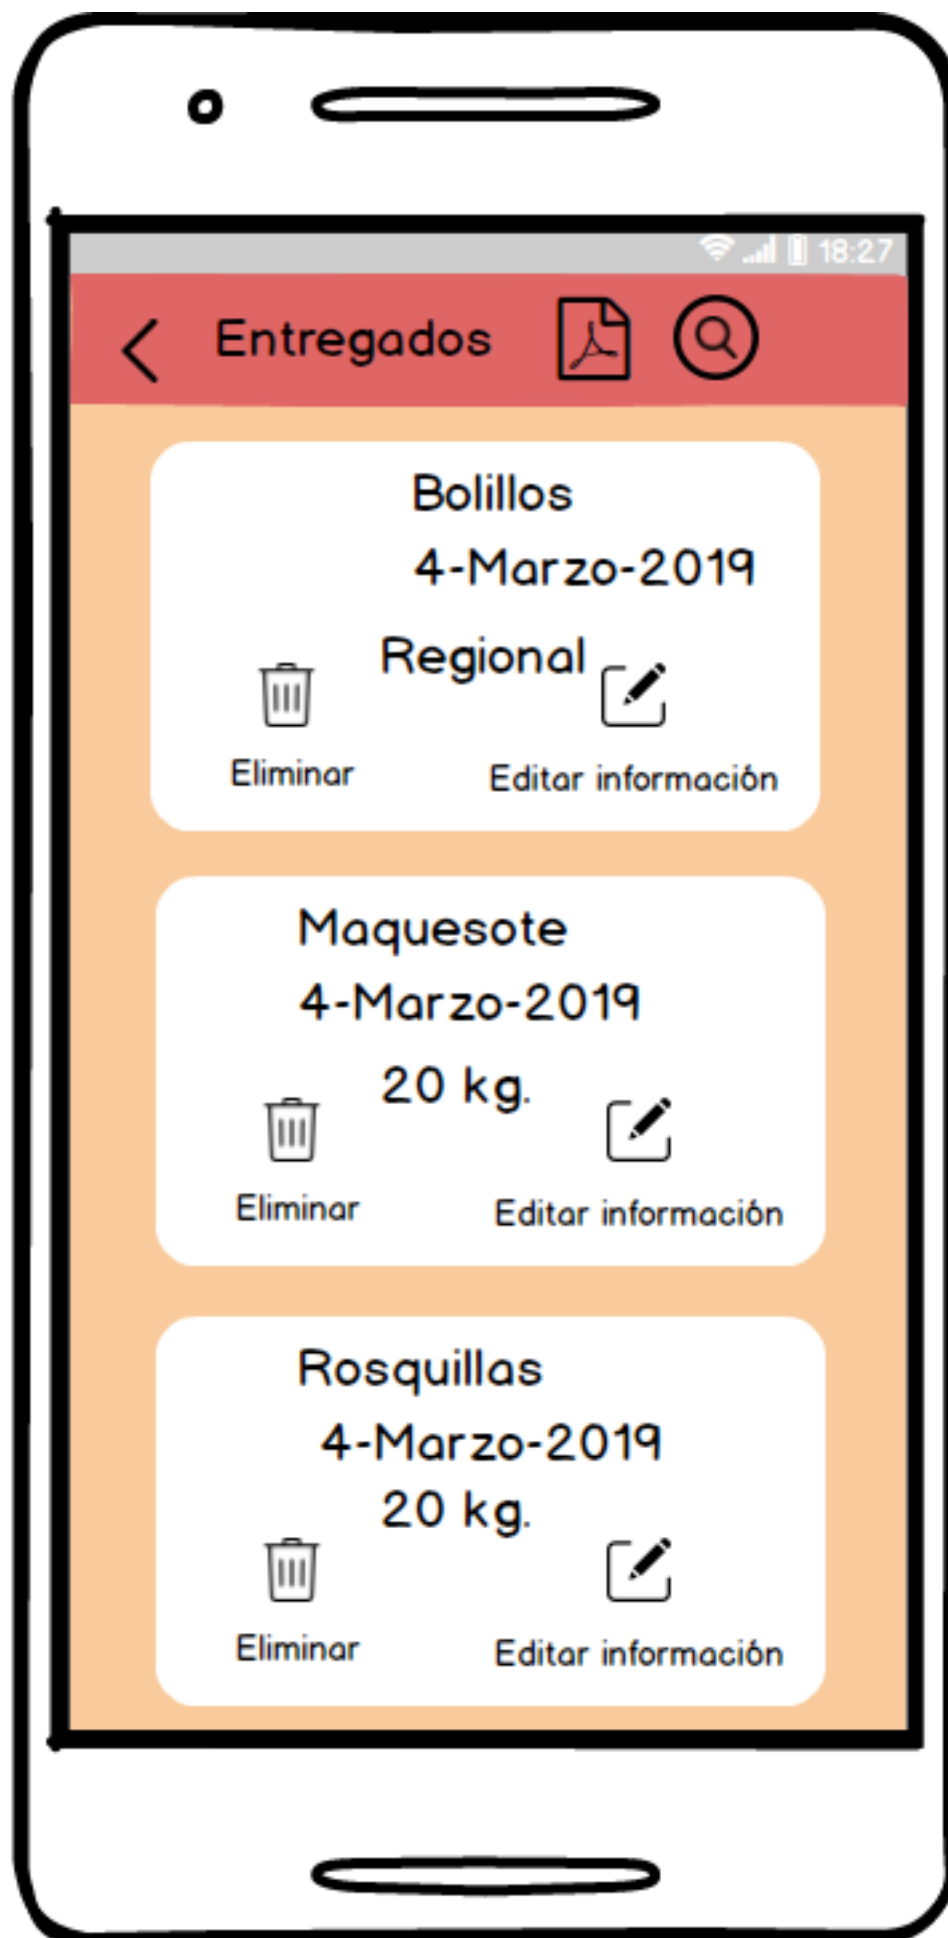 18:27
Entregados
Bolillos
4-Marzo-2019
Regional
Eliminar
Editar información
Maquesote
4-Marzo-2019
20 kg.
Eliminar
Editar información
Rosquillas
4-Marzo-2019
20 kg.
Eliminar
Editar información